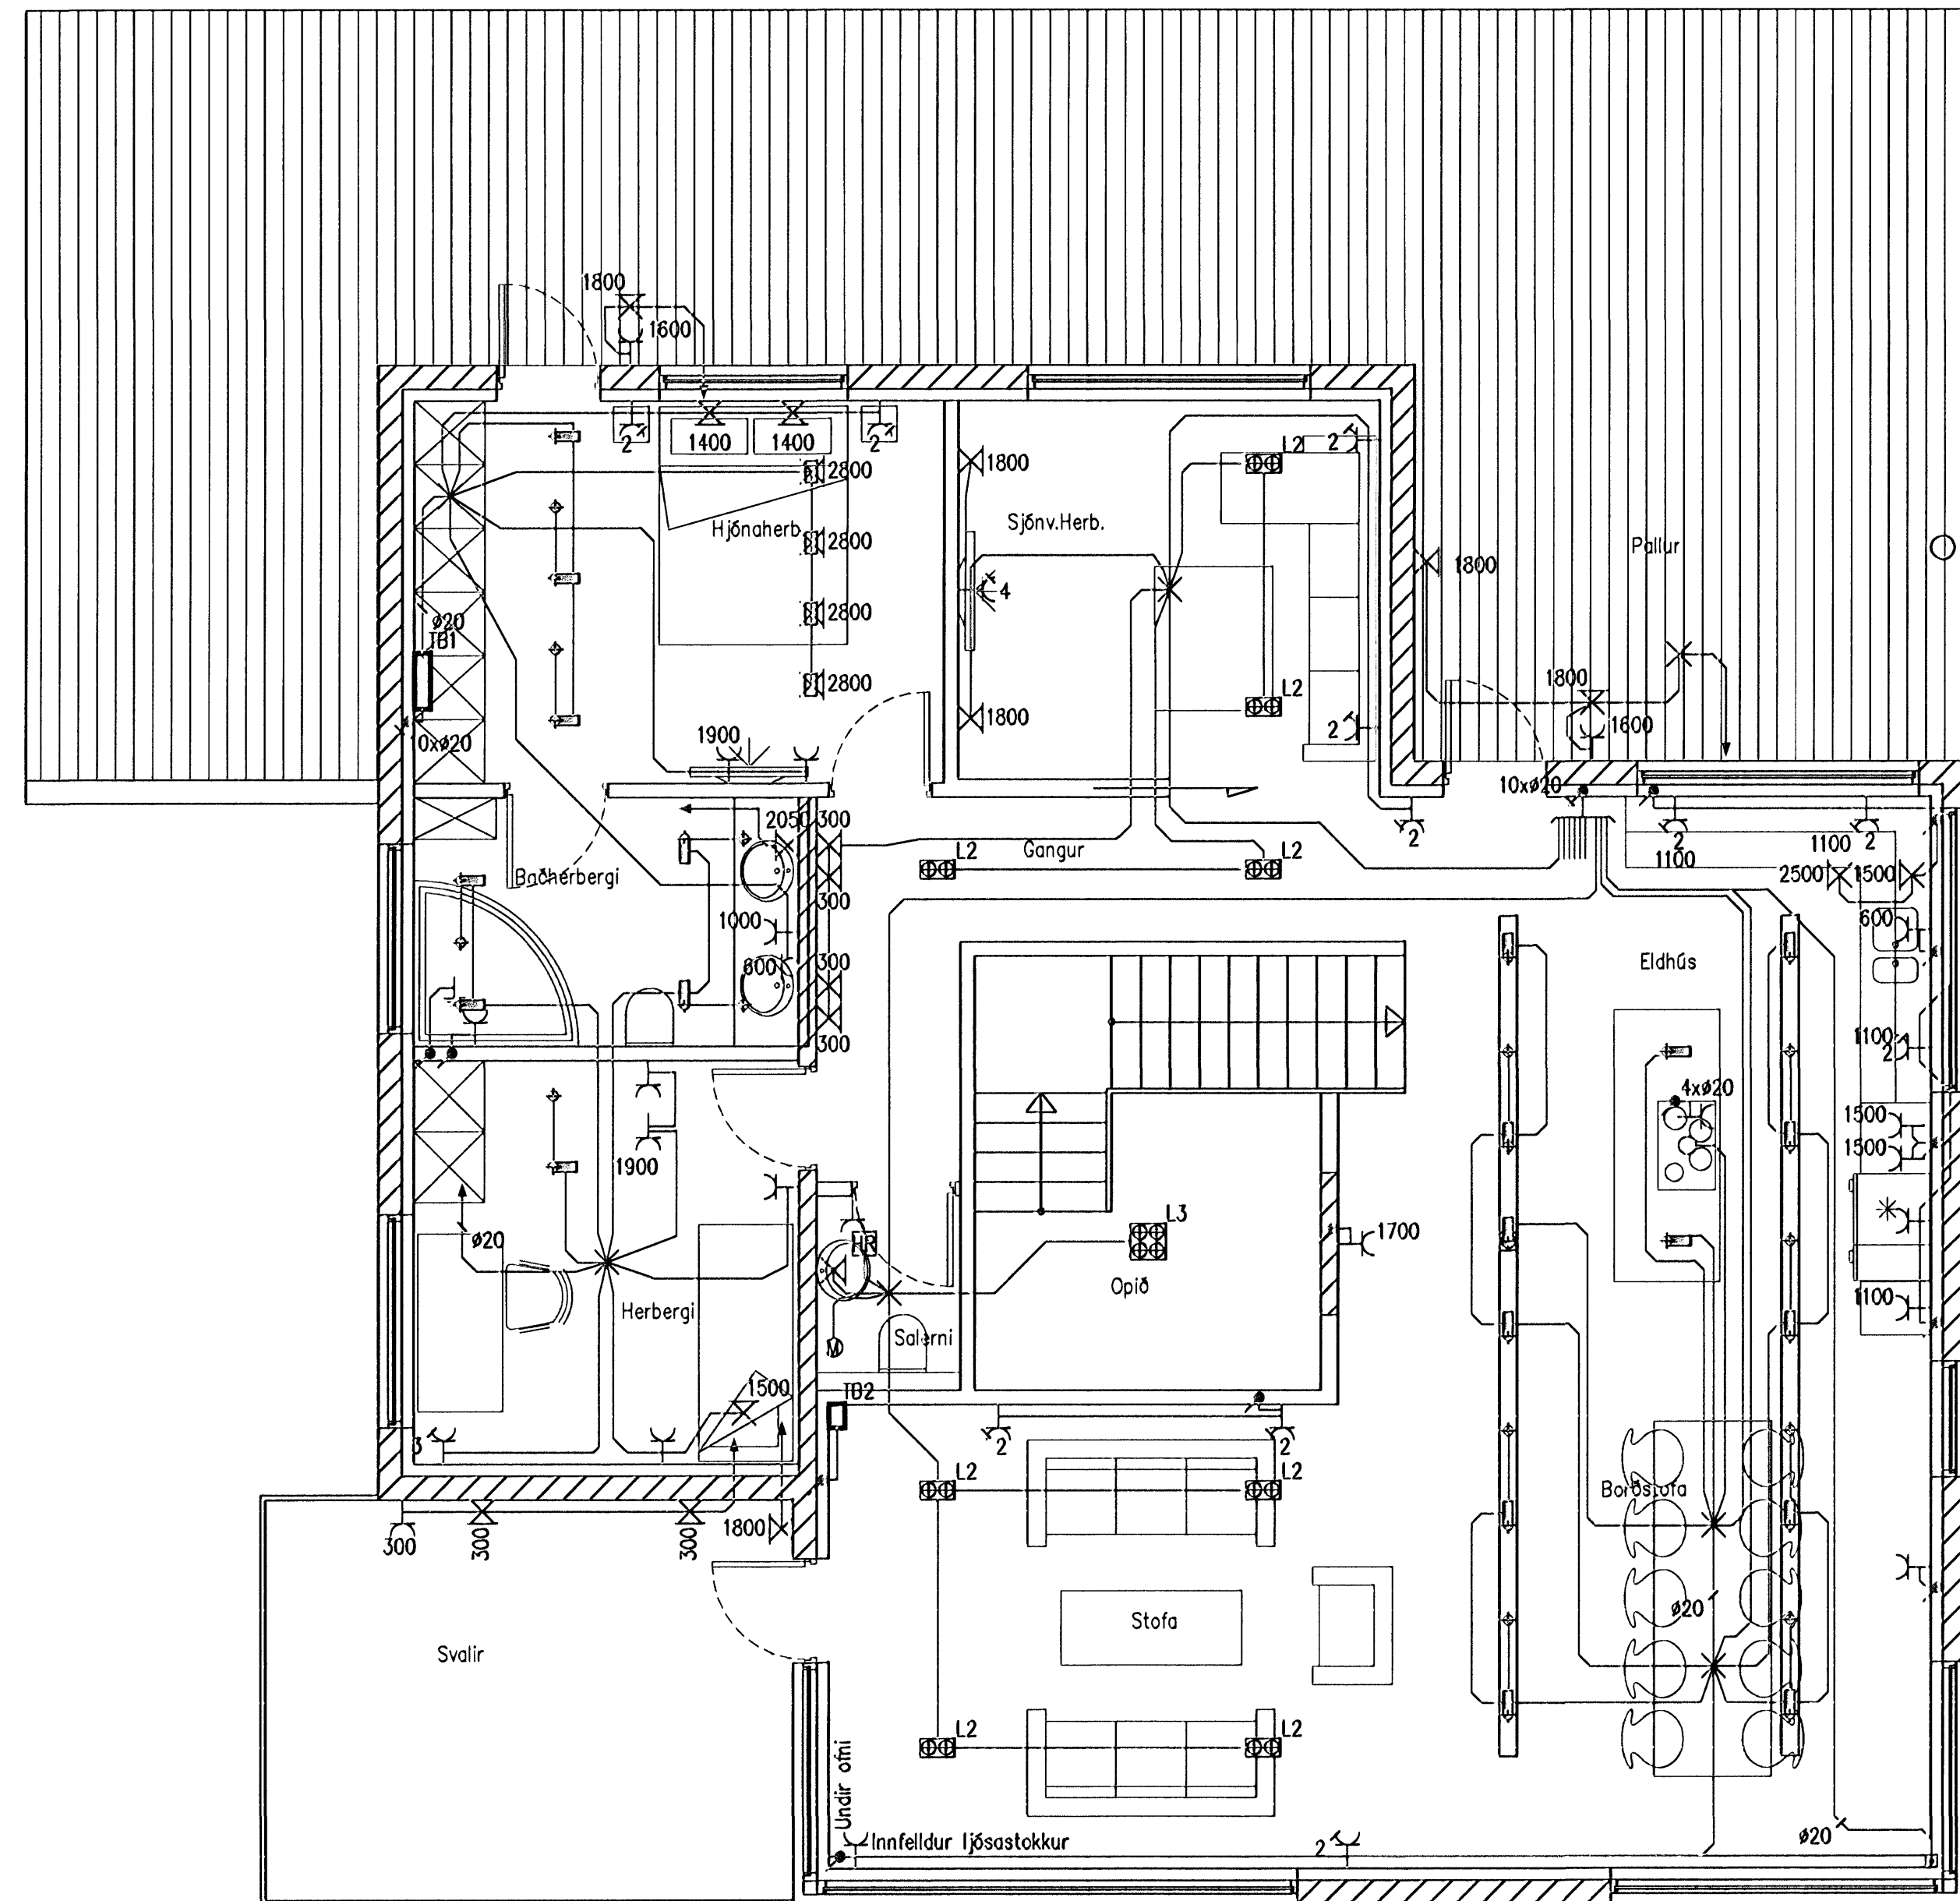 1800
1600
2
1400
1400
2
L2
2
2800
1800
Hjónaherb.
Sjónv.Herb.
2800
Pallur
1800
4
2800
ø20
TB1
2800
L2
1800
1800
2
1600
1900
0xø20
10xø20
2050
300
2
2
1100
1100
L2
Gangur
L2
2500
1500
Baðherbergi
300
1000
600
600
300
Eldhús
300
1100
2
4xø20
1500
1500
1900
L3
1700
HR
ø20
Opið
1100
Herbergi
Salerni
M
1500
TB2
3
2
2
L2
L2
Borðstofa
300
300
300
1800
ø20
Stofa
Svalir
L2
L2
Undir ofni
Innfelldur ljósastokkur
2
ø20